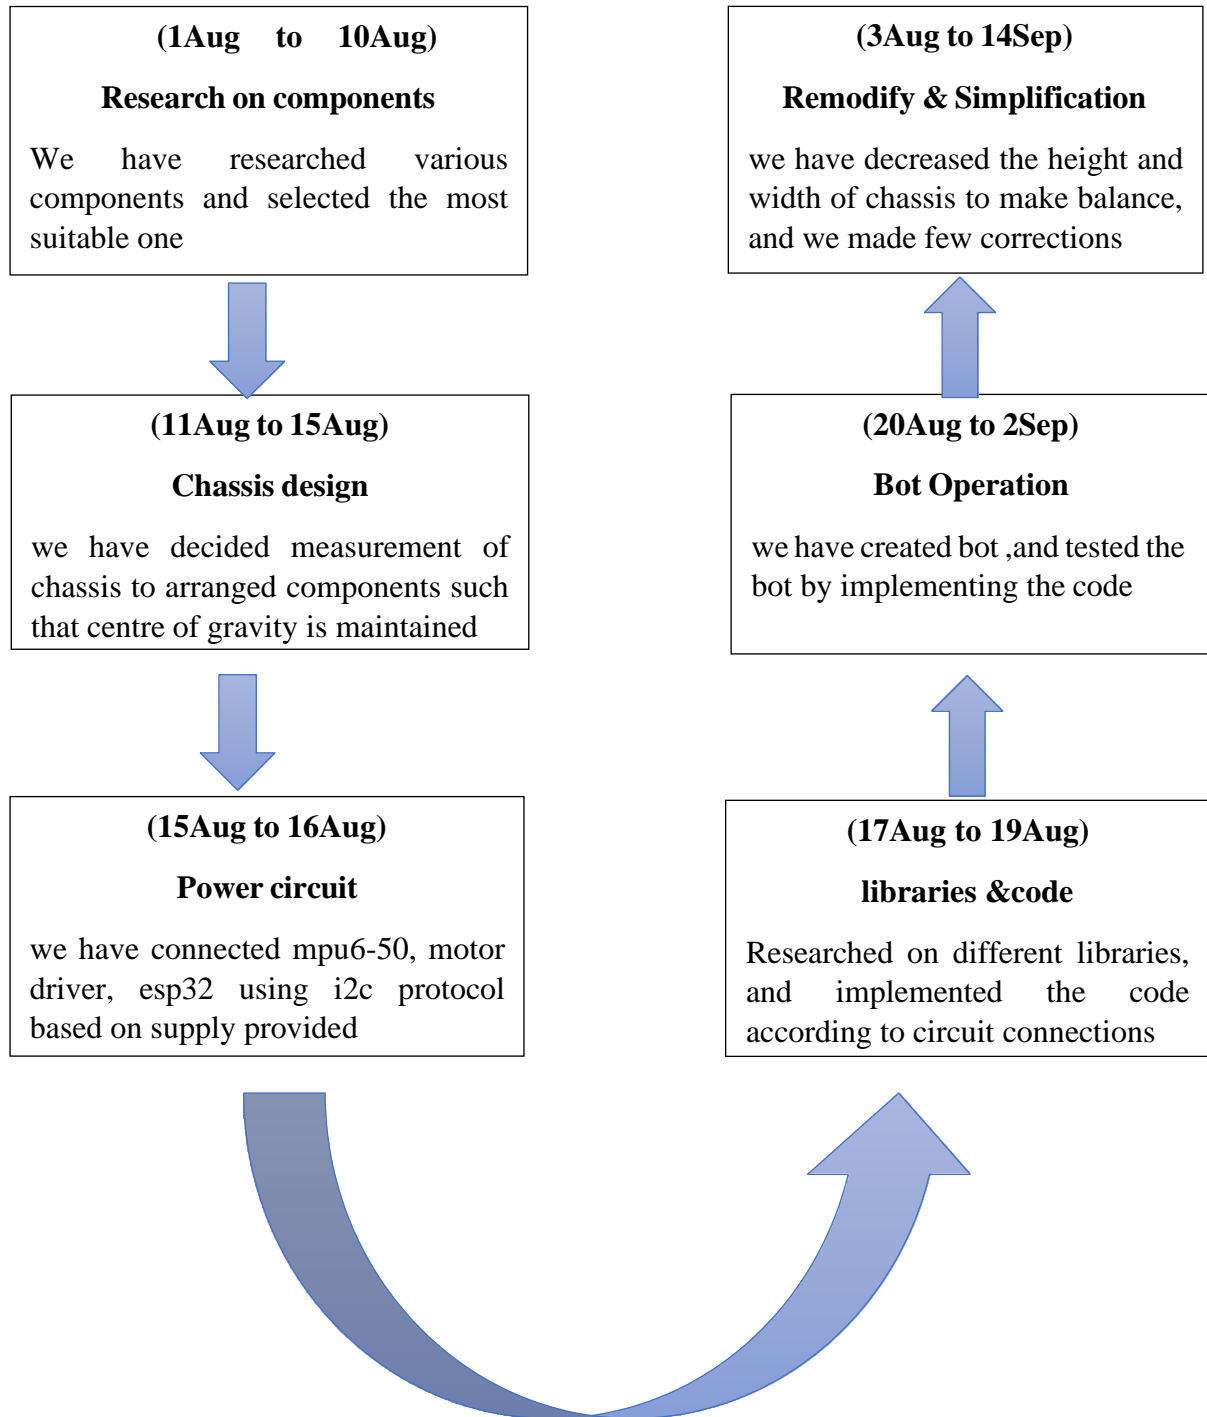 (1Aug to 10Aug)
Research on components
We have researched various
components and selected the most
suitable one
(11Aug to 15Aug)
Chassis design
we have decided measurement of
chassis to arranged components such
that centre of gravity is maintained
(15Aug to 16Aug)
Power circuit
we have connected mpu6-50, motor
driver, esp32 using i2c protocol
based on supply provided
(17Aug to 19Aug)
libraries &code
Researched on different libraries,
and implemented the code
according to circuit connections
(20Aug to 2Sep)
Bot Operation
we have created bot ,and tested the
bot by implementing the code
(3Aug to 14Sep)
Remodify & Simplification
we have decreased the height and
width of chassis to make balance,
and we made few corrections